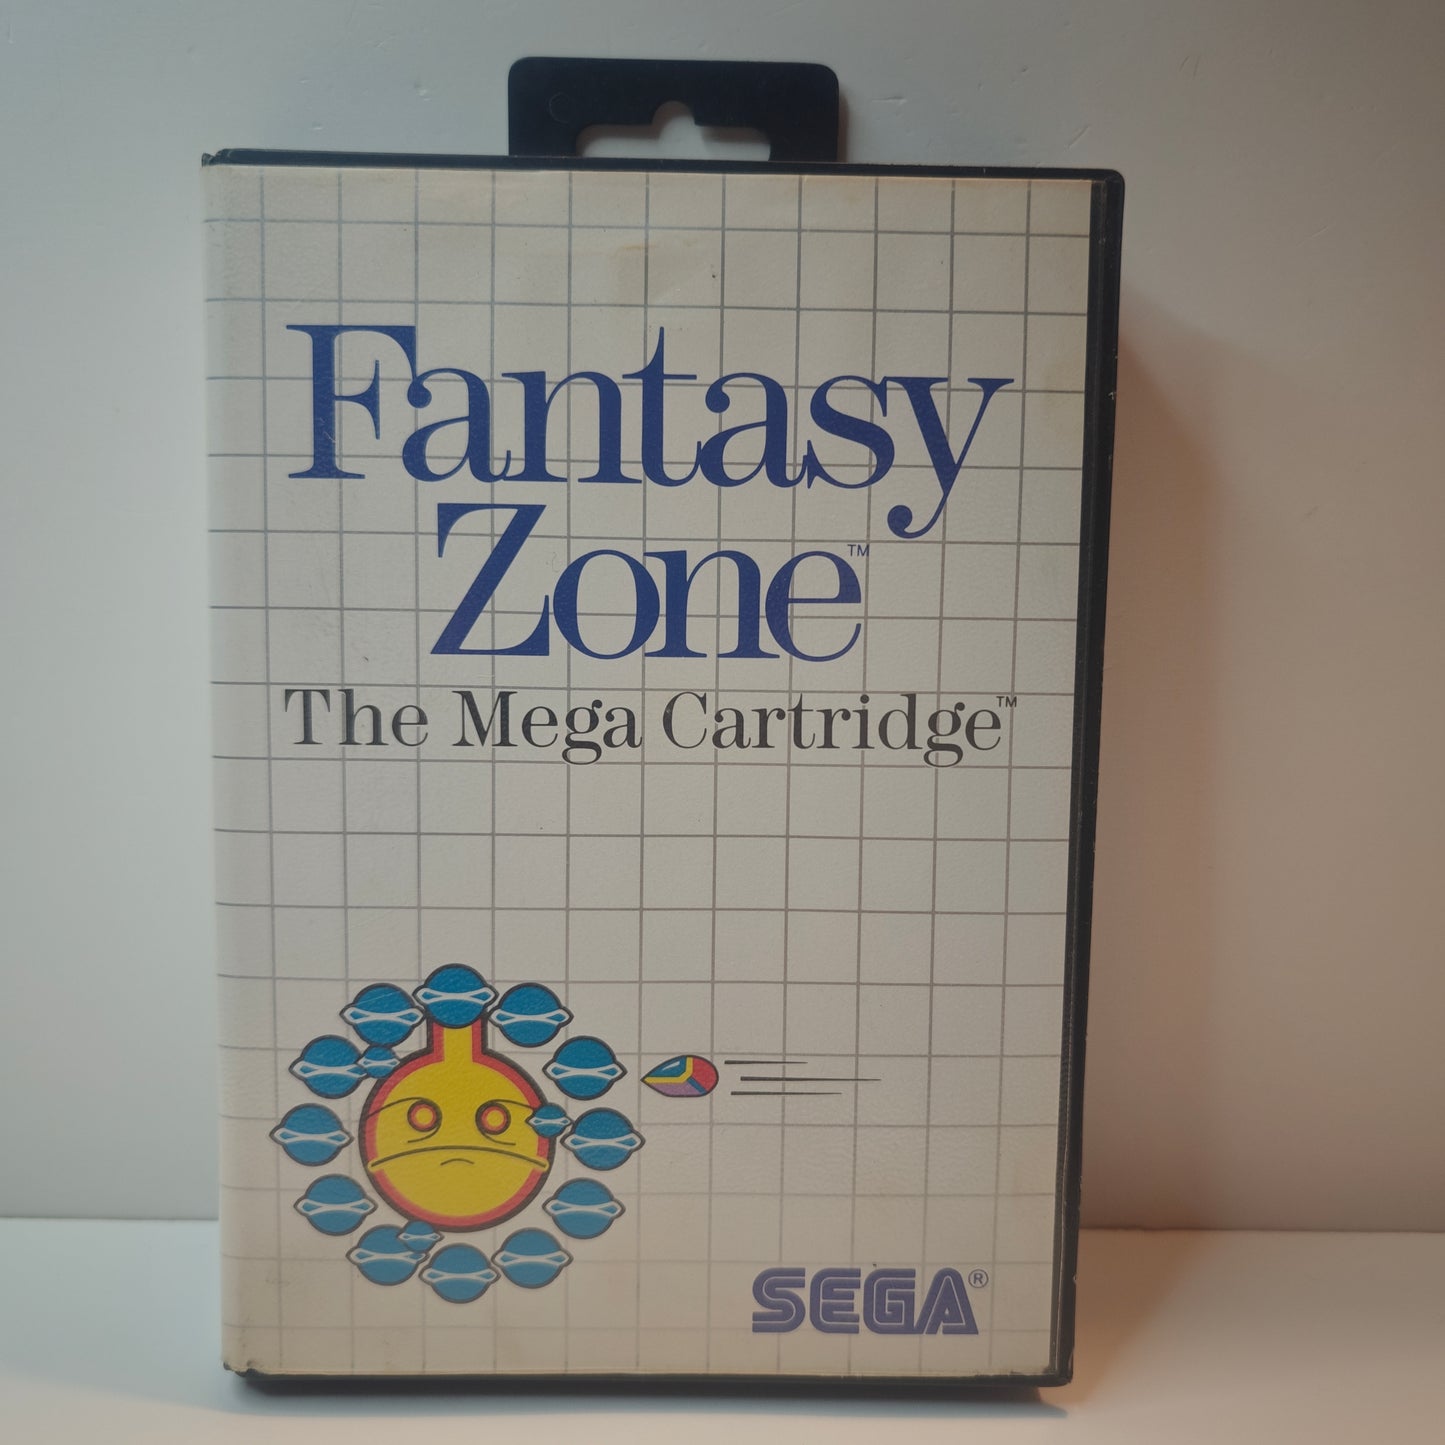 Fantasy
Zone™
The Mega Cartridge™
SEGA®